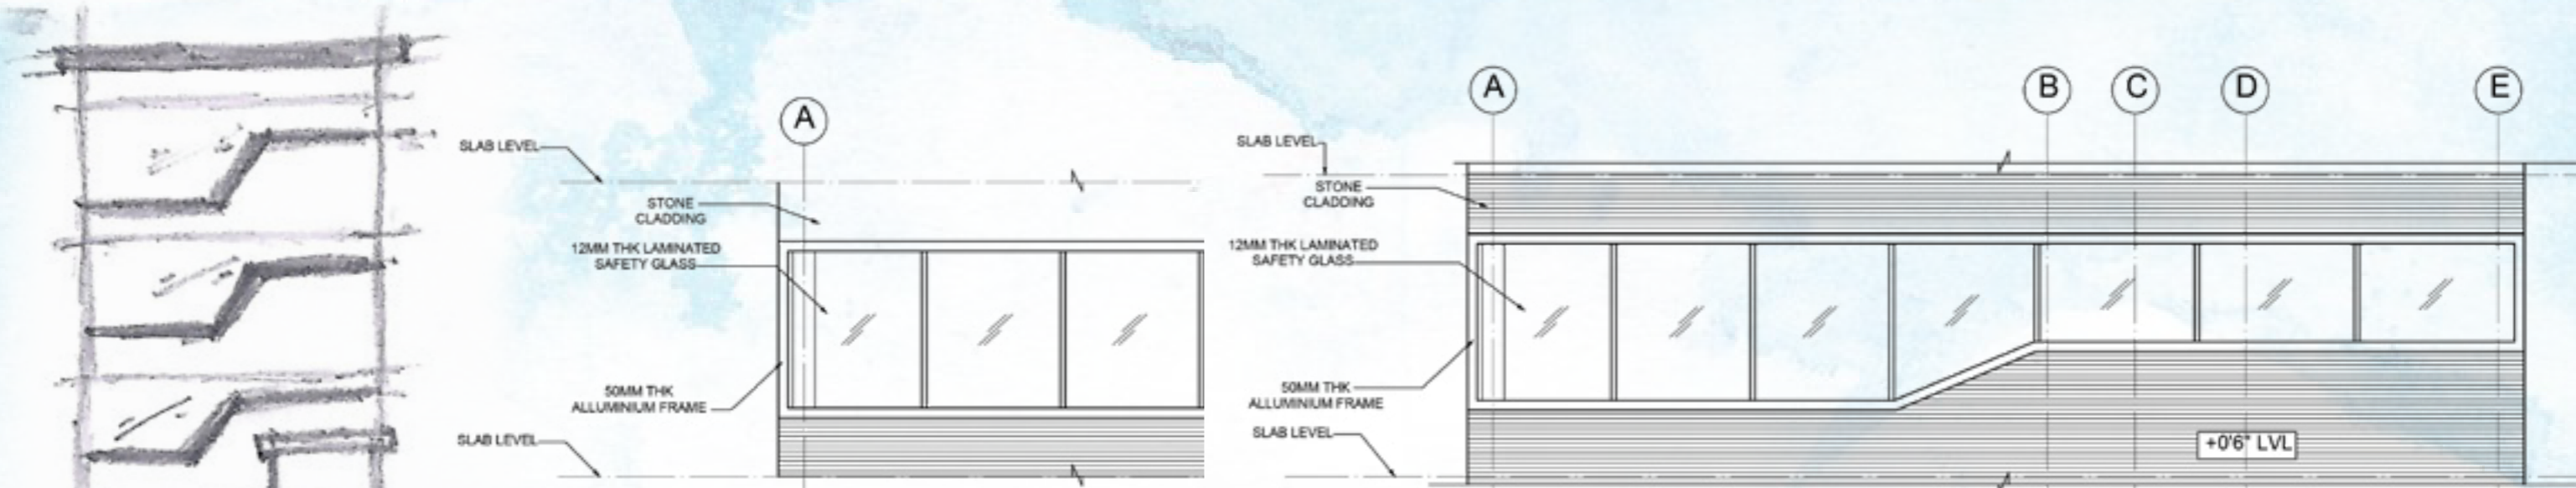 A
SLAB LEVEL
STONE
CLADDING
12MM THK LAMINATED
SAFETY GLASS
50MM THK
ALLUMINIUM FRAME
SLAB LEVEL
A
B
C
D
E
SLAB LEVEL
STONE
CLADDING
12MM THK LAMINATED
SAFETY GLASS
50MM THK
ALLUMINIUM FRAME
SLAB LEVEL
+0'6" LVL